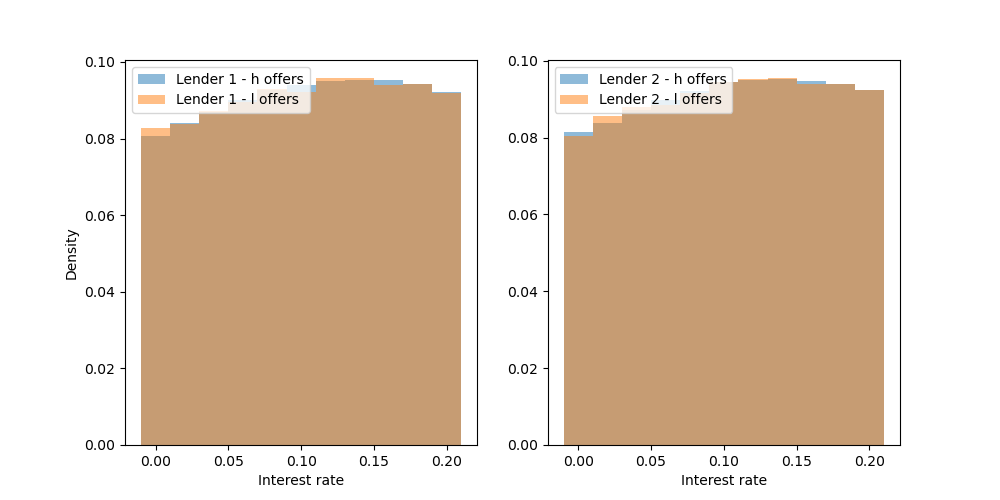 0.10
0.08
0.06
0.04
0.02
0.00
Density
Lender 1 - h offers
Lender 1 - l offers
0.00 0.05 0.10 0.15 0.20
Interest rate
0.10
0.08
0.06
0.04
0.02
0.00
Lender 2 - h offers
Lender 2 - l offers
0.00 0.05 0.10 0.15 0.20
Interest rate